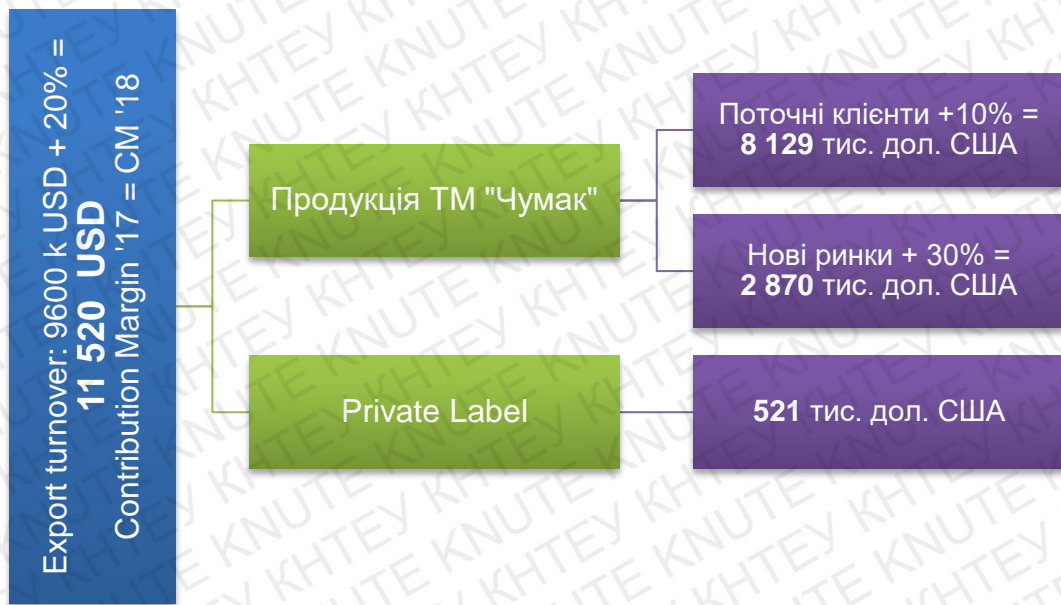 Export turnover: 9600 k USD + 20% =
11 520 USD
Contribution Margin '17 = CM '18
Продукція ТМ "Чумак"
Поточні клієнти +10% =
8 129 тис. дол. США
Нові ринки + 30% =
2 870 тис. дол. США
Private Label
521 тис. дол. США
КНТЕУ KNUTE